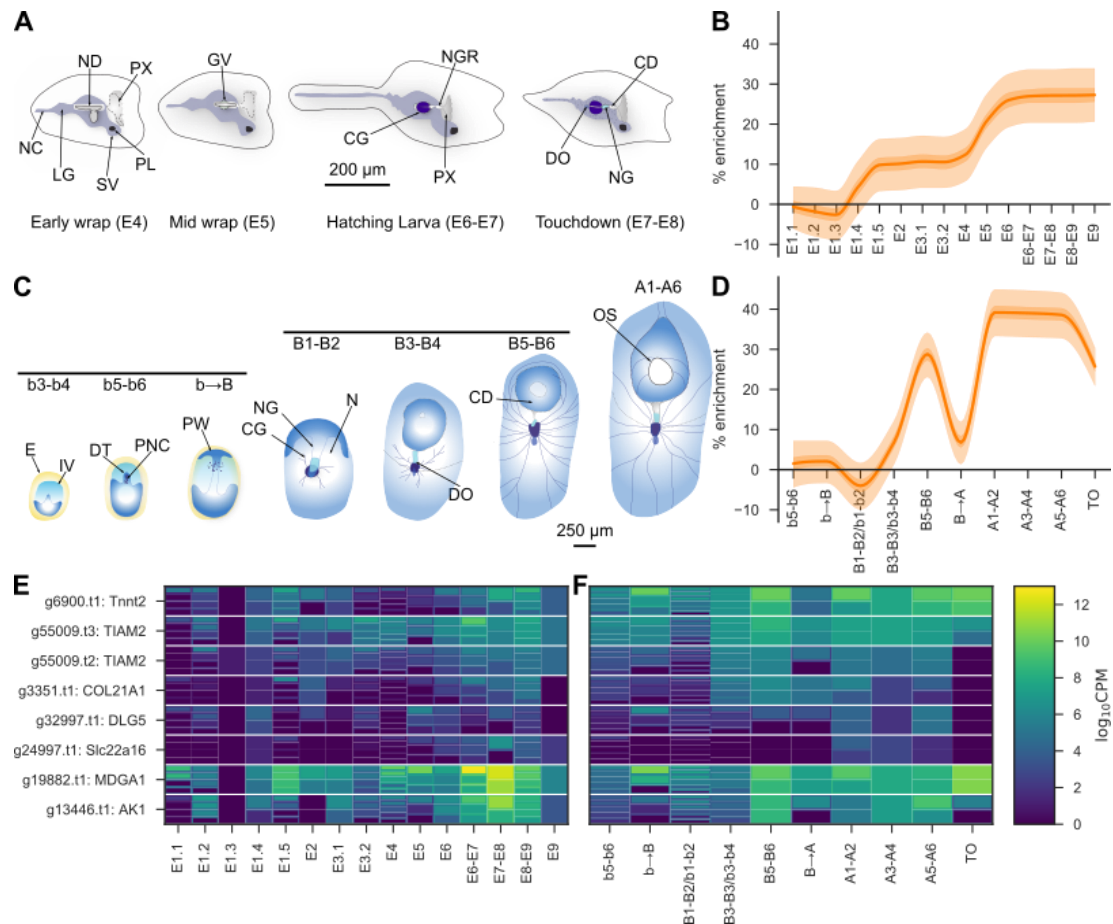 A
ND
PX
GV
NGR
CD
NC
LG
SV
PL
CG
PX
DO
NG
200 µm
Early wrap (E4)
Mid wrap (E5)
Hatching Larva (E6-E7)
Touchdown (E7-E8)
B
% enrichment
40
30
20
10
0
−10
E1.1
E1.2
E1.3
E1.4
E1.5
E2
E3.1
E3.2
E4
E5
E6
E6-E7
E7-E8
E8-E9
E9
C
b3-b4
b5-b6
b→B
B1-B2
B3-B4
B5-B6
A1-A6
E
IV
DT
PNC
PW
NG
CG
N
DO
CD
OS
250 µm
D
% enrichment
40
30
20
10
0
−10
b5-b6
b→B
B1-B2/b1-b2
B3-B3/b3-b4
B5-B6
B→A
A1-A2
A3-A4
A5-A6
TO
E
g6900.t1: Tnnt2
g55009.t3: TIAM2
g55009.t2: TIAM2
g3351.t1: COL21A1
g32997.t1: DLG5
g24997.t1: Slc22a16
g19882.t1: MDGA1
g13446.t1: AK1
E1.1
E1.2
E1.3
E1.4
E1.5
E2
E3.1
E3.2
E4
E5
E6
E6-E7
E7-E8
E8-E9
E9
F
b5-b6
b→B
B1-B2/b1-b2
B3-B3/b3-b4
B5-B6
B→A
A1-A2
A3-A4
A5-A6
TO
12
10
8
6
4
2
0
log₁₀CPM